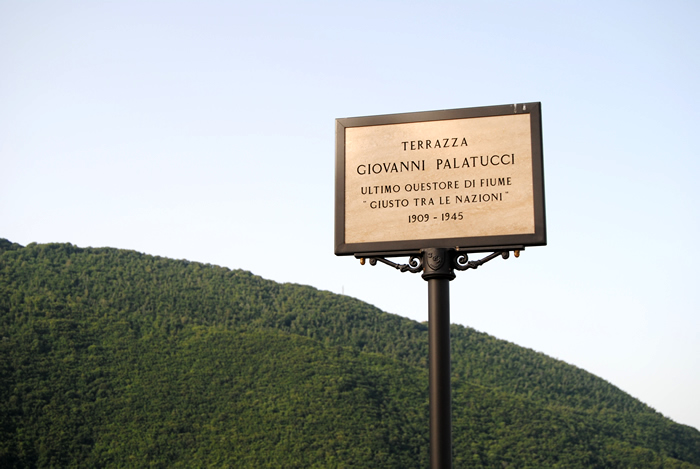 TERRAZZA
GIOVANNI PALATUCCI
ULTIMO QUESTORE DI FIUME
"GIUSTO TRA LE NAZIONI"
1909 - 1945